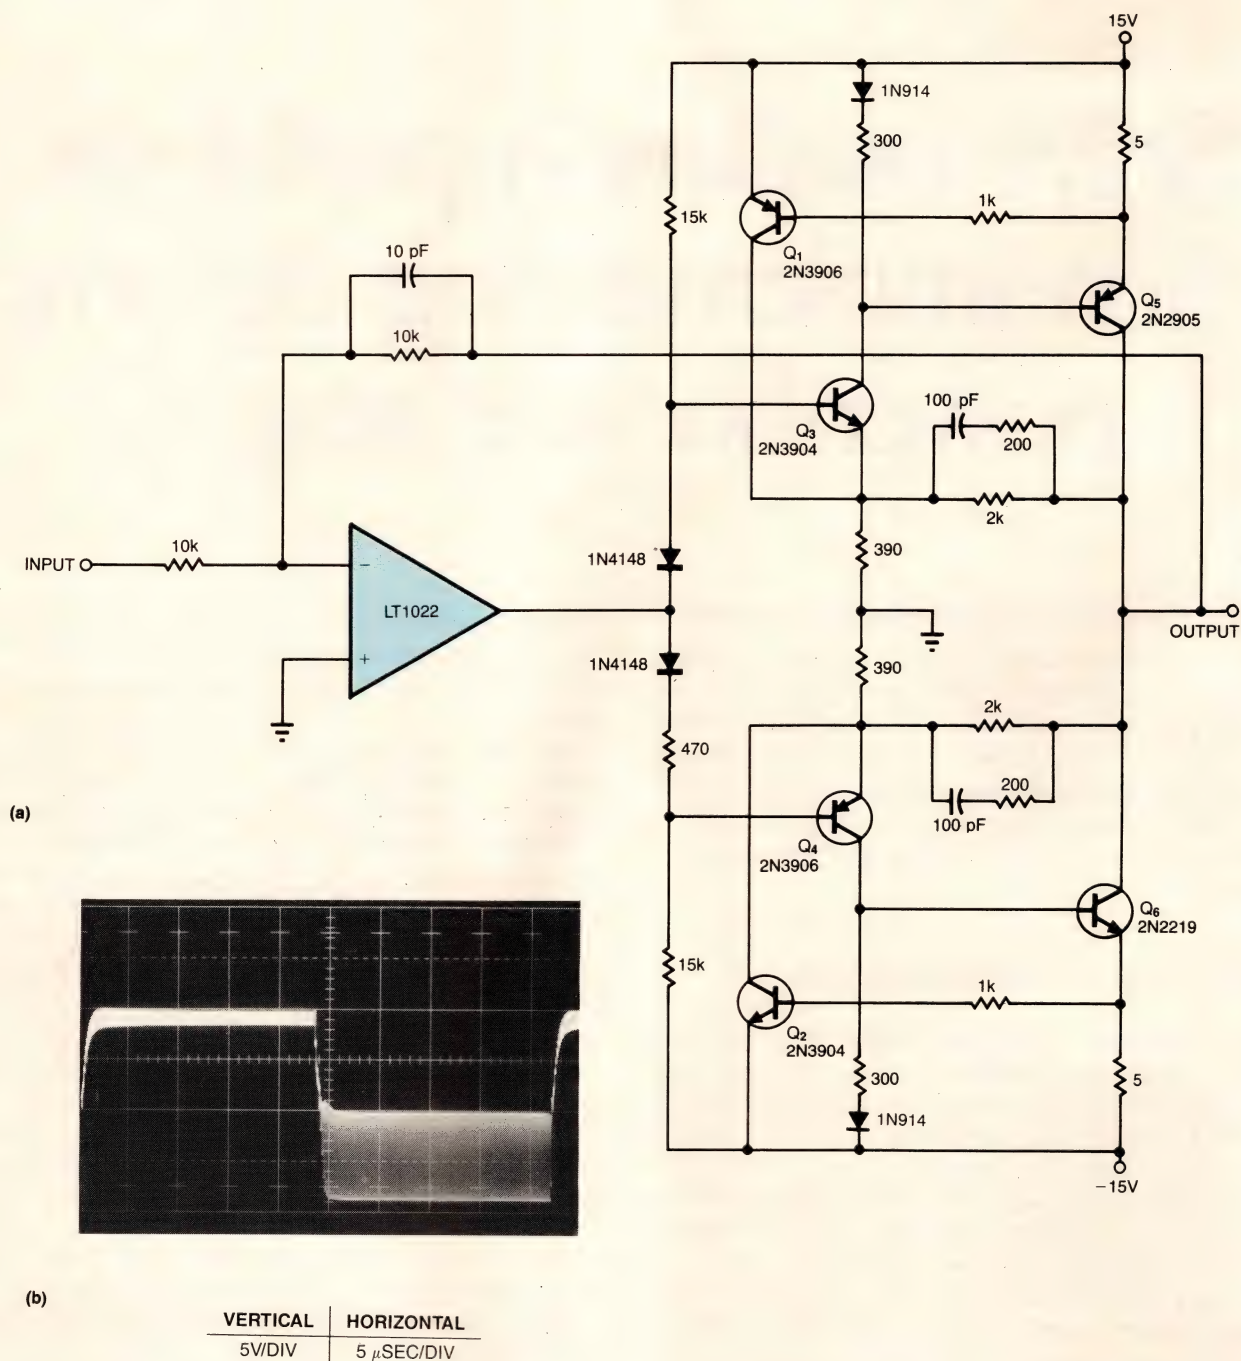 15V
1N914
300
5
15k
1k
Q1
2N3906
Q5
2N2905
10 pF
10k
100 pF
200
Q3
2N3904
2k
INPUT
10k
1N4148
390
−
LT1022
+
OUTPUT
1N4148
390
2k
470
200
100 pF
(a)
Q4
2N3906
Q6
2N2219
15k
1k
Q2
2N3904
300
5
1N914
−15V
(b)
VERTICAL HORIZONTAL
5V/DIV 5 μSEC/DIV